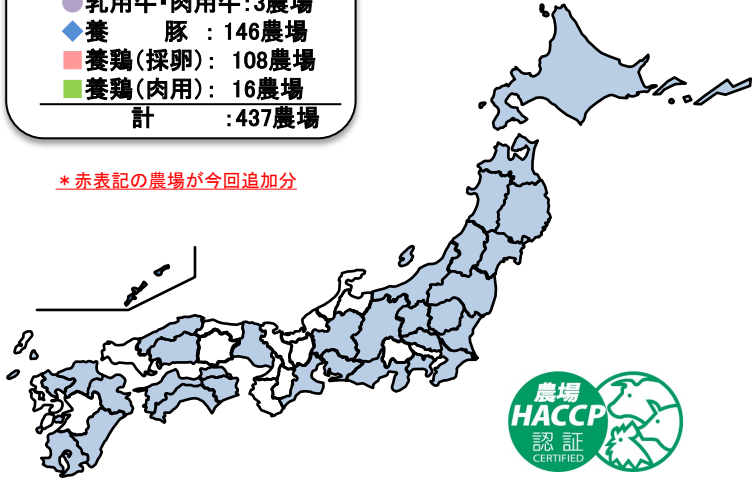 ●乳用牛・肉用牛:3農場
◆養　　豚 : 146農場
■養鶏(採卵): 108農場
■養鶏(肉用): 16農場
計　　　:437農場
＊赤表記の農場が今回追加分
農場
HACCP
認証
CERTIFIED